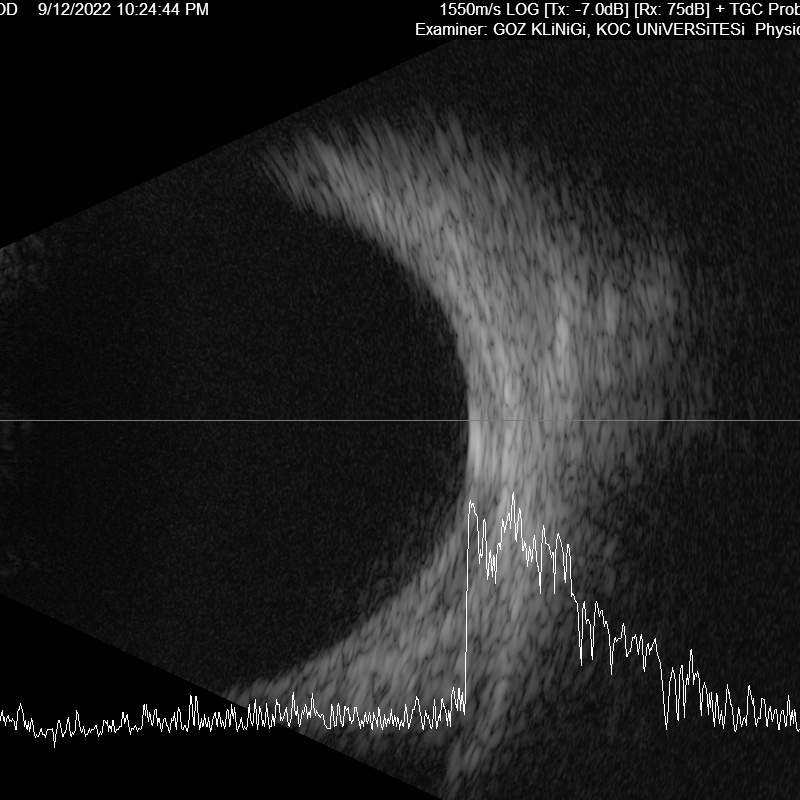 OD 9/12/2022 10:24:44 PM 1550m/s LOG [Tx: -7.0dB] [Rx: 75dB] + TGC
Examiner: GOZ KLiNiGi, KOC UNiVERSiTESi